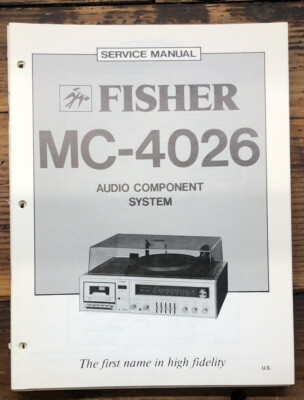 SERVICE MANUAL
FISHER
MC-4026
AUDIO COMPONENT
SYSTEM
The first name in high fidelity
U.S.